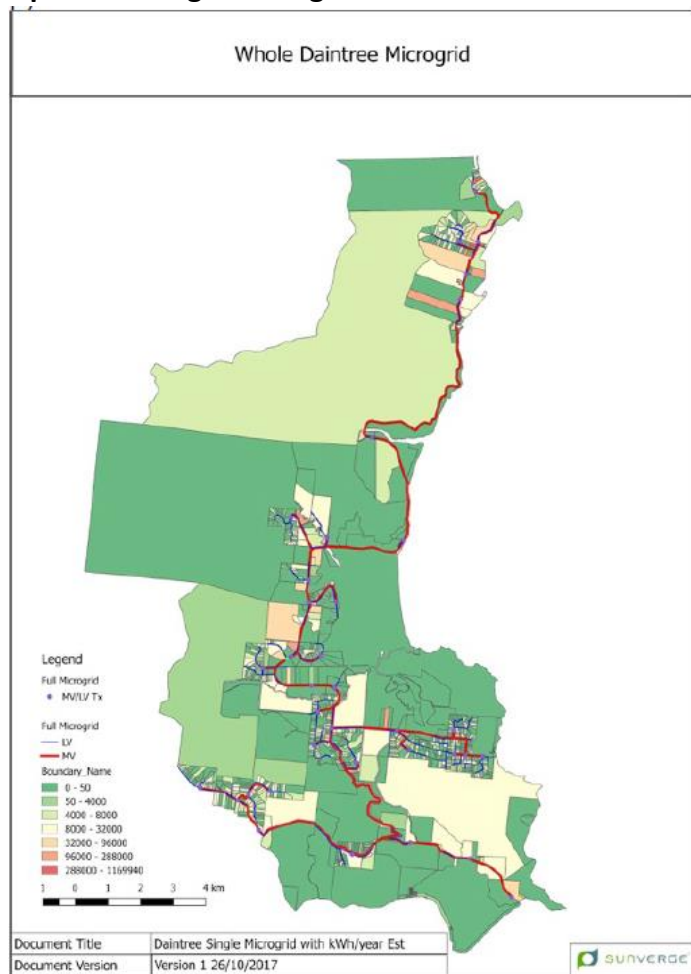 Whole Daintree Microgrid
Legend
Full Microgrid
MV/LV Tx
Full Microgrid
LV
MV
Boundary_Name
0 - 50
50 - 4000
4000 - 8000
8000 - 32000
32000 - 96000
96000 - 288000
288000 - 1169940
1 0 1 2 3 4 km
Document Title Daintree Single Microgrid with kWh/year Est
Document Version Version 1 26/10/2017
SUNVERGE